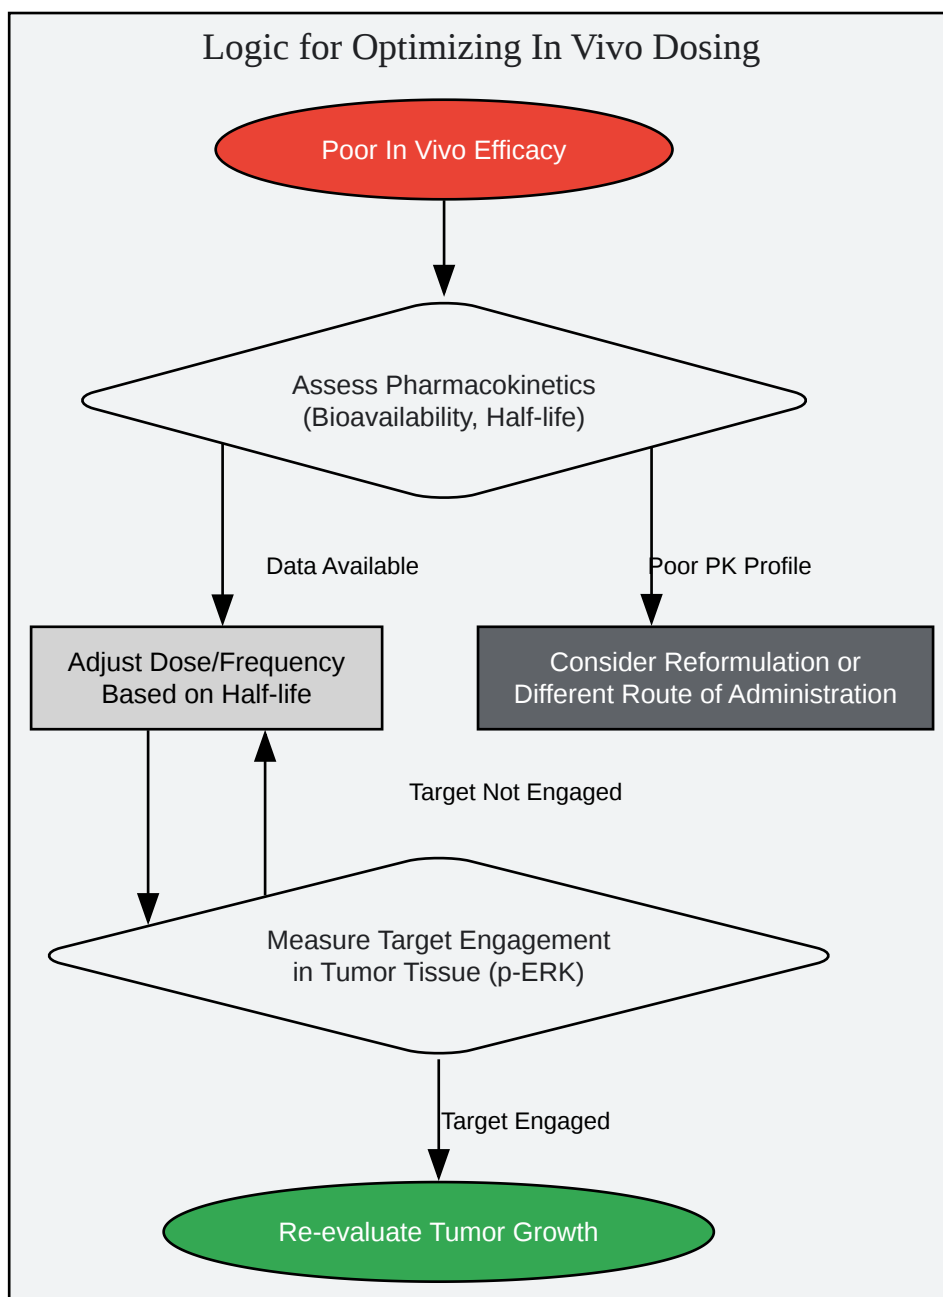 Logic for Optimizing In Vivo Dosing
Poor In Vivo Efficacy
Assess Pharmacokinetics
(Bioavailability, Half-life)
Data Available
Poor PK Profile
Adjust Dose/Frequency
Based on Half-life
Consider Reformulation or
Different Route of Administration
Target Not Engaged
Measure Target Engagement
in Tumor Tissue (p-ERK)
Target Engaged
Re-evaluate Tumor Growth